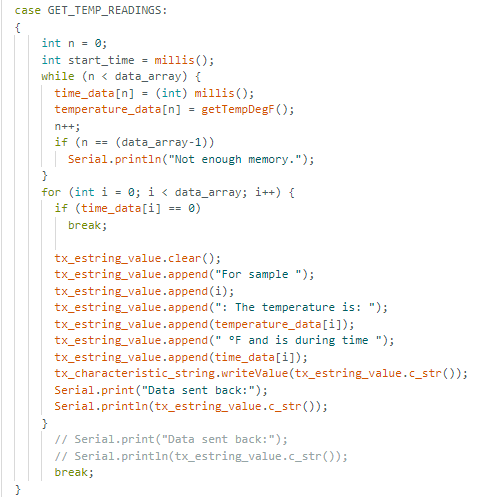 case GET_TEMP_READINGS:
{
int n = 0;
int start_time = millis();
while (n < data_array) {
time_data[n] = (int) millis();
temperature_data[n] = getTempDegF();
n++;
if (n == (data_array-1))
Serial.println("Not enough memory.");
}
for (int i = 0; i < data_array; i++) {
if (time_data[i] == 0)
break;
tx_estring_value.clear();
tx_estring_value.append("For sample ");
tx_estring_value.append(i);
tx_estring_value.append(": The temperature is: ");
tx_estring_value.append(temperature_data[i]);
tx_estring_value.append(" °F and is during time ");
tx_estring_value.append(time_data[i]);
tx_characteristic_string.writeValue(tx_estring_value.c_str());
Serial.print("Data sent back:");
Serial.println(tx_estring_value.c_str());
}
// Serial.print("Data sent back:");
// Serial.println(tx_estring_value.c_str());
break;
}